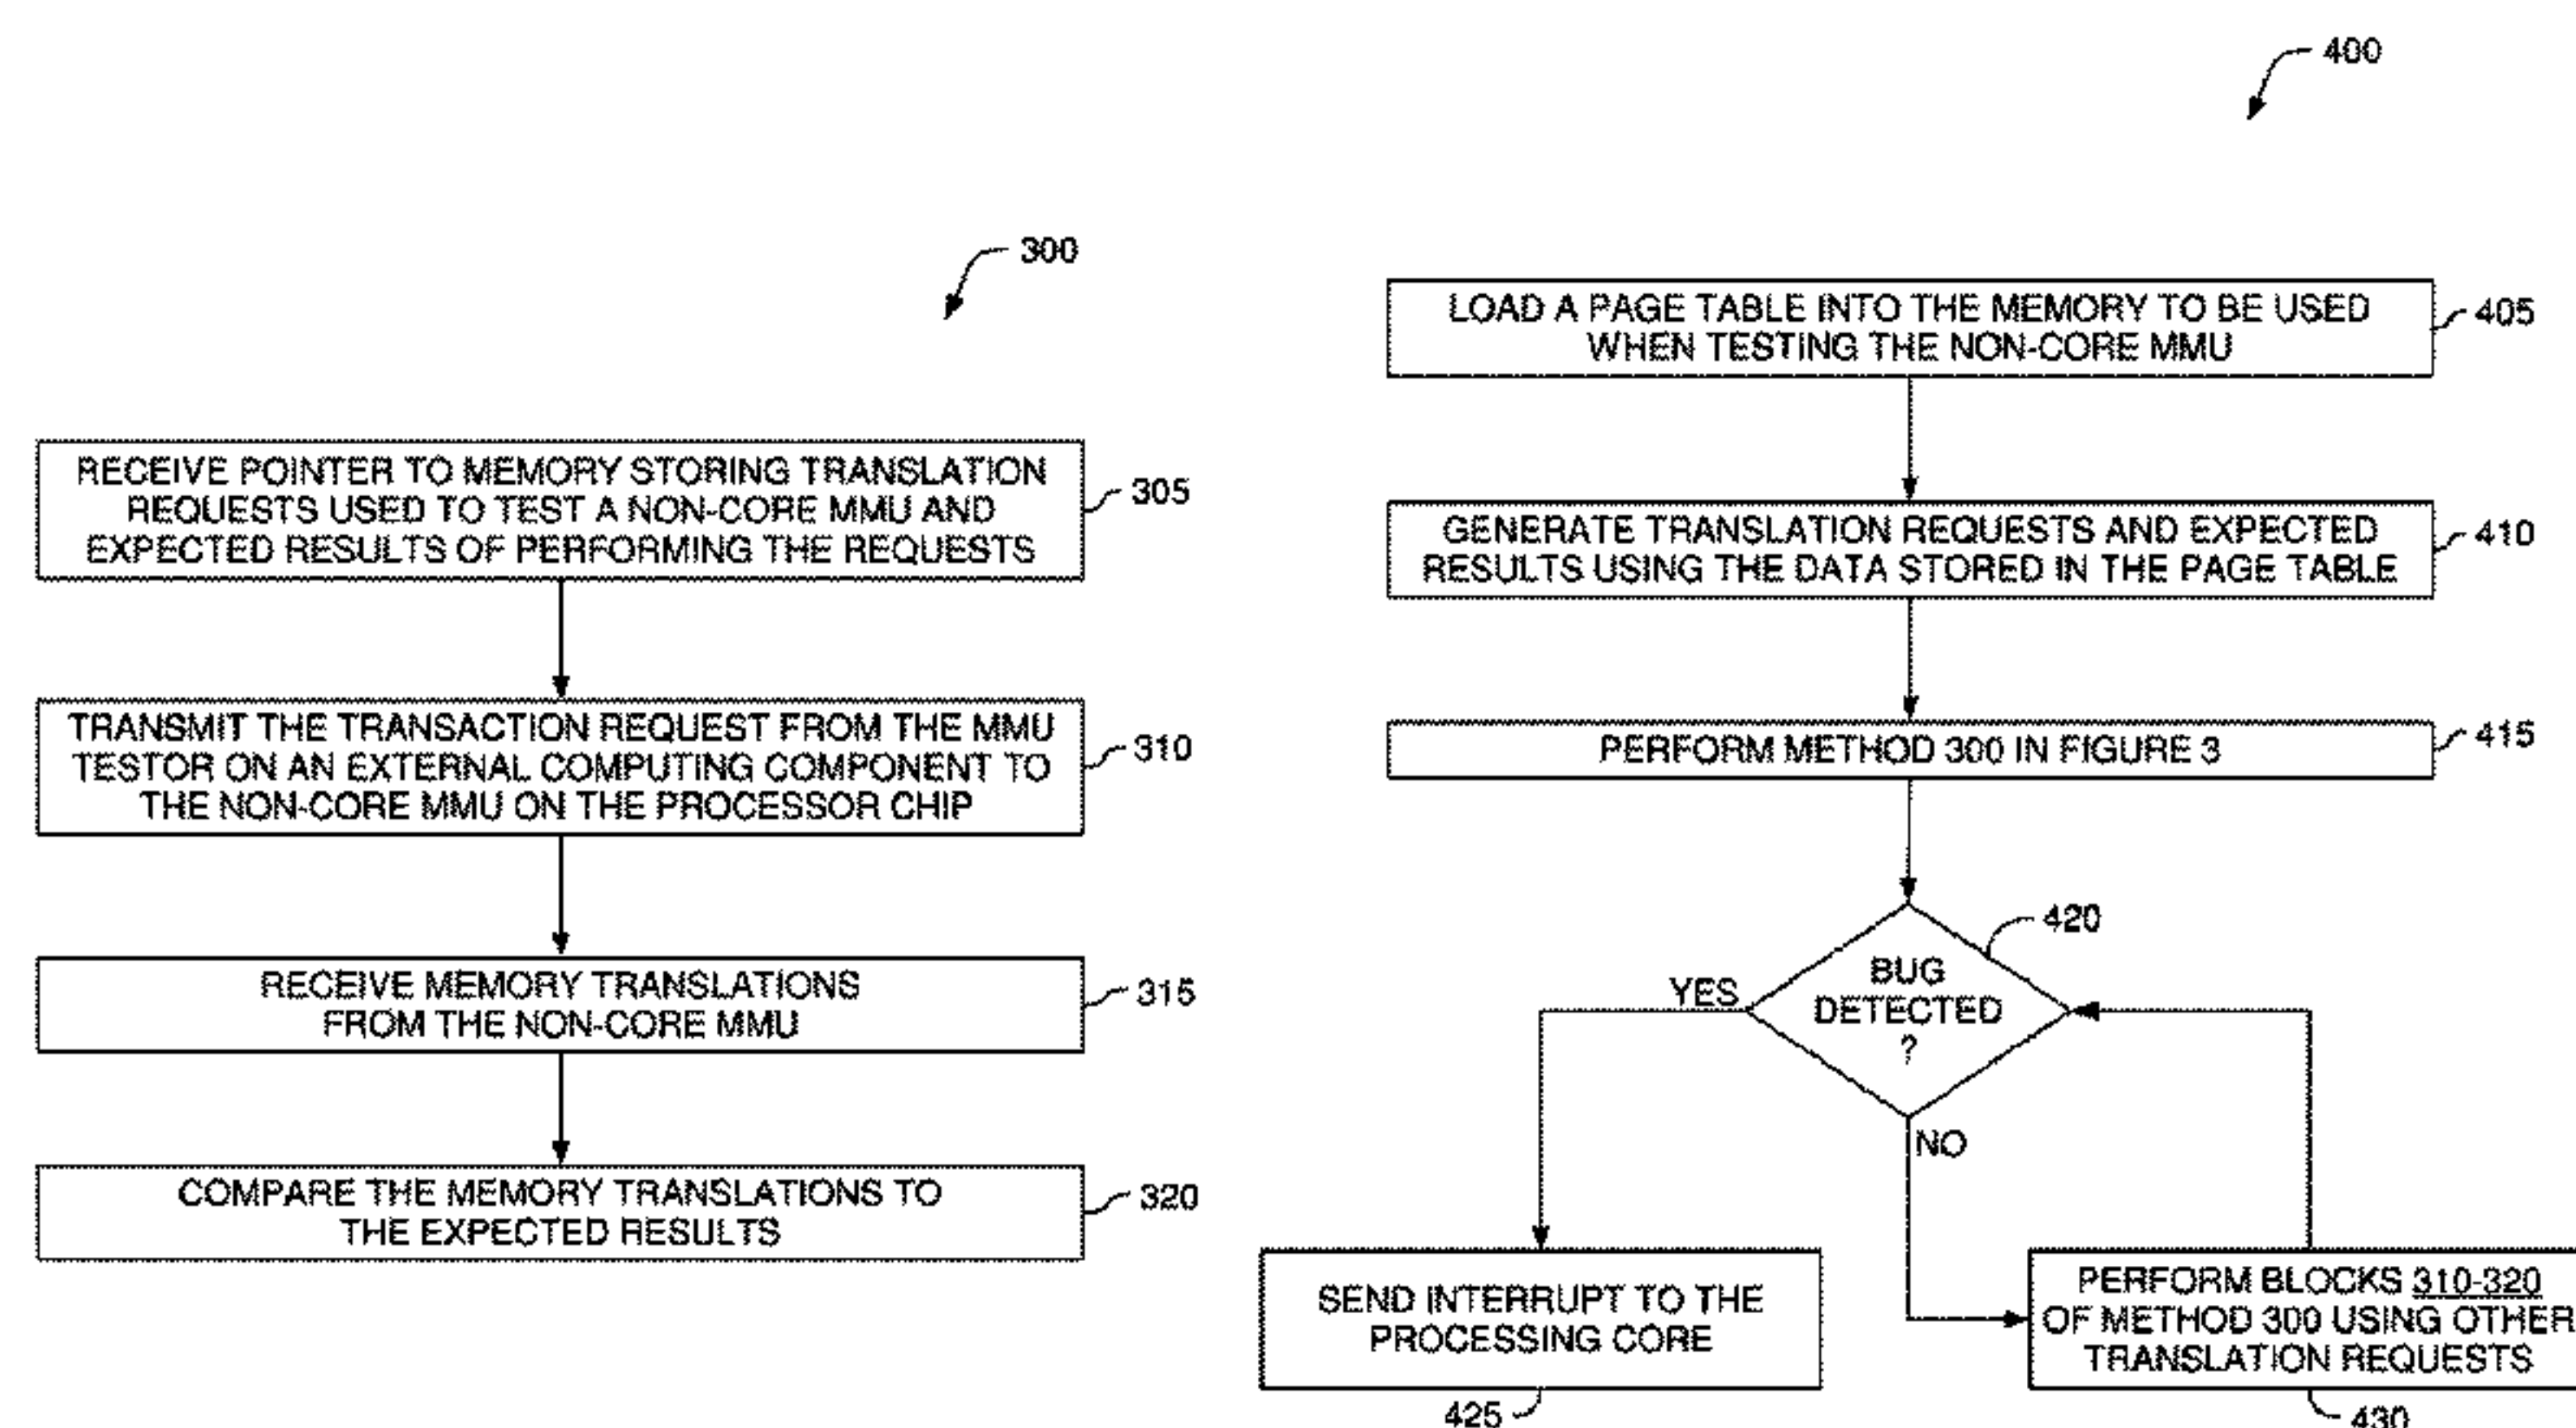 300
RECEIVE POINTER TO MEMORY STORING TRANSLATION
REQUESTS USED TO TEST A NON-CORE MMU AND
EXPECTED RESULTS OF PERFORMING THE REQUESTS
305
TRANSMIT THE TRANSACTION REQUEST FROM THE MMU
TESTOR ON AN EXTERNAL COMPUTING COMPONENT TO
THE NON-CORE MMU ON THE PROCESSOR CHIP
310
RECEIVE MEMORY TRANSLATIONS
FROM THE NON-CORE MMU
315
COMPARE THE MEMORY TRANSLATIONS TO
THE EXPECTED RESULTS
320
400
LOAD A PAGE TABLE INTO THE MEMORY TO BE USED
WHEN TESTING THE NON-CORE MMU
405
GENERATE TRANSLATION REQUESTS AND EXPECTED
RESULTS USING THE DATA STORED IN THE PAGE TABLE
410
PERFORM METHOD 300 IN FIGURE 3
415
420
BUG
DETECTED
?
YES
NO
SEND INTERRUPT TO THE
PROCESSING CORE
425
PERFORM BLOCKS 310-320
OF METHOD 300 USING OTHER
TRANSLATION REQUESTS
430